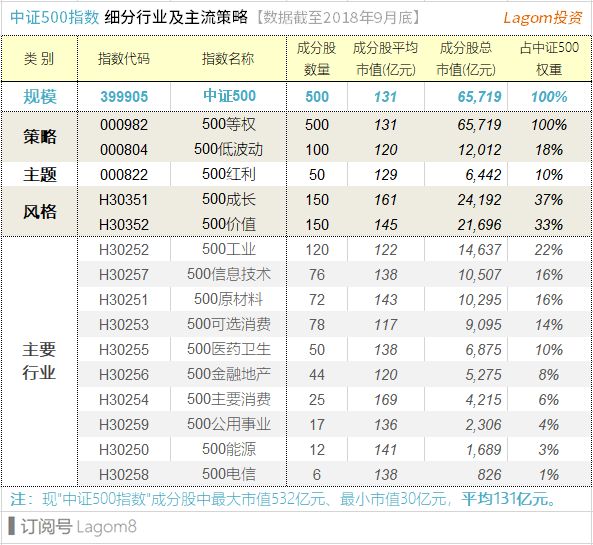 中证500指数 细分行业及主流策略【数据截至2018年9月底】 Lagom投资
类 别 指数代码 指数名称 成分股数量 成分股平均市值(亿元) 成分股总市值(亿元) 占中证500权重
规模 399905 中证500 500 131 65,719 100%
策略 000982 500等权 500 131 65,719 100%
000804 500低波动 100 120 12,012 18%
主题 000822 500红利 50 129 6,442 10%
风格 H30351 500成长 150 161 24,192 37%
H30352 500价值 150 145 21,696 33%
主要行业 H30252 500工业 120 122 14,637 22%
H30257 500信息技术 76 138 10,507 16%
H30251 500原材料 72 143 10,295 16%
H30253 500可选消费 78 117 9,095 14%
H30255 500医药卫生 50 138 6,875 10%
H30256 500金融地产 44 120 5,275 8%
H30254 500主要消费 25 169 4,215 6%
H30259 500公用事业 17 136 2,306 4%
H30250 500能源 12 141 1,689 3%
H30258 500电信 6 138 826 1%
注：现"中证500指数"成分股中最大市值532亿元、最小市值30亿元，平均131亿元。
订阅号 Lagom8